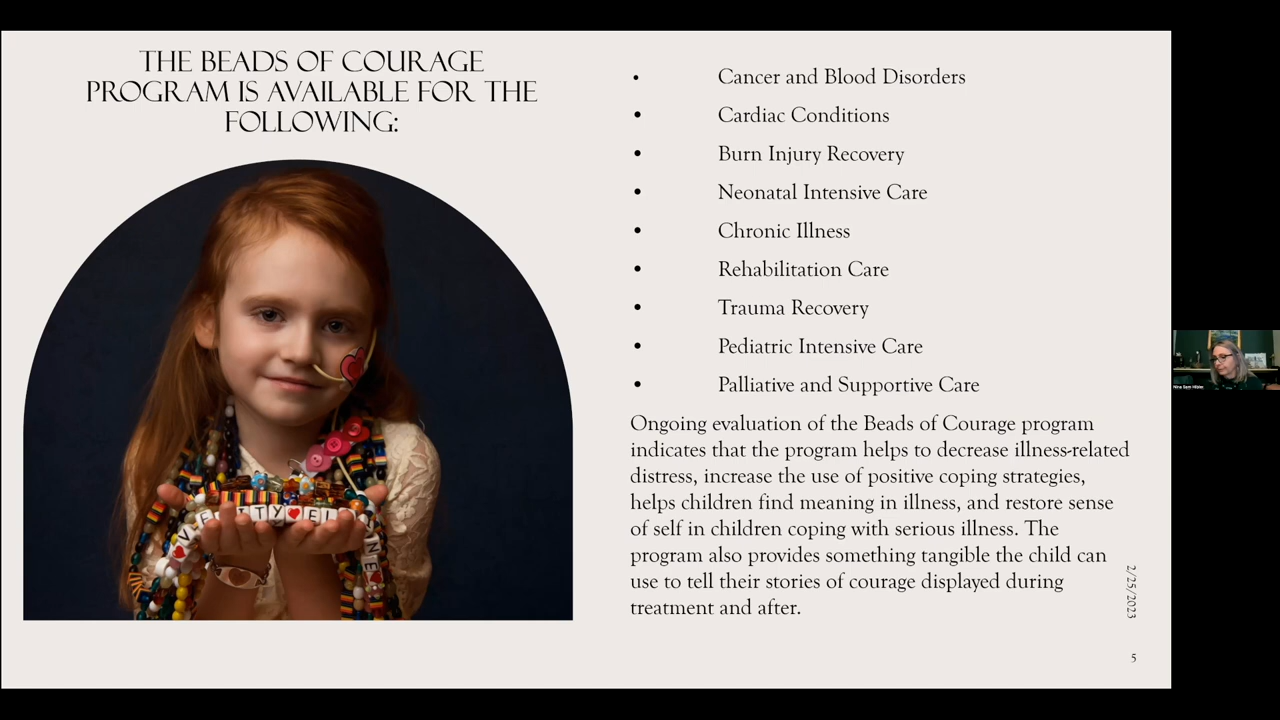 THE BEADS OF COURAGE
PROGRAM IS AVAILABLE FOR THE
FOLLOWING:
• Cancer and Blood Disorders
• Cardiac Conditions
• Burn Injury Recovery
• Neonatal Intensive Care
• Chronic Illness
• Rehabilitation Care
• Trauma Recovery
• Pediatric Intensive Care
• Palliative and Supportive Care
Ongoing evaluation of the Beads of Courage program
indicates that the program helps to decrease illness-related
distress, increase the use of positive coping strategies,
helps children find meaning in illness, and restore sense
of self in children coping with serious illness. The
program also provides something tangible the child can
use to tell their stories of courage displayed during
treatment and after.
2/25/2023
5